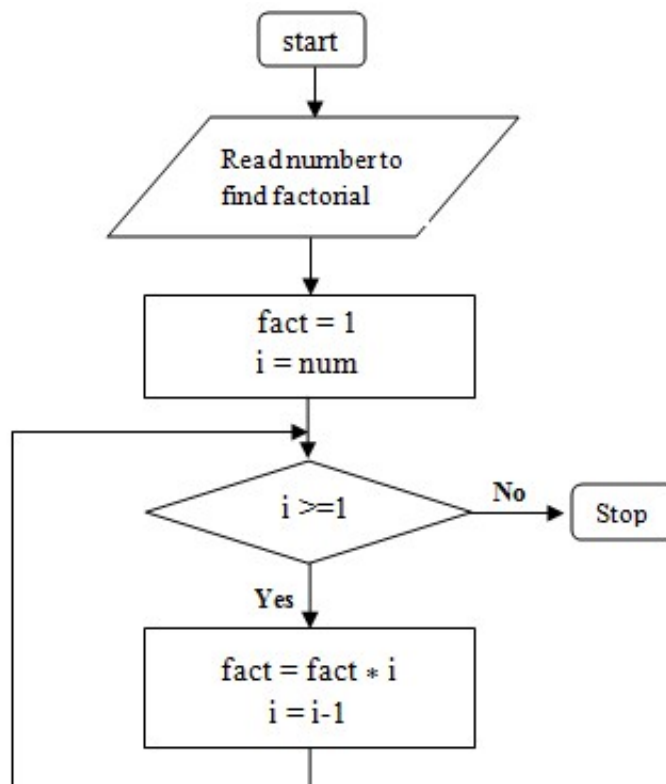 start
Read number to
find factorial
fact = 1
i = num
i >=1
No
Stop
Yes
fact = fact * i
i = i-1